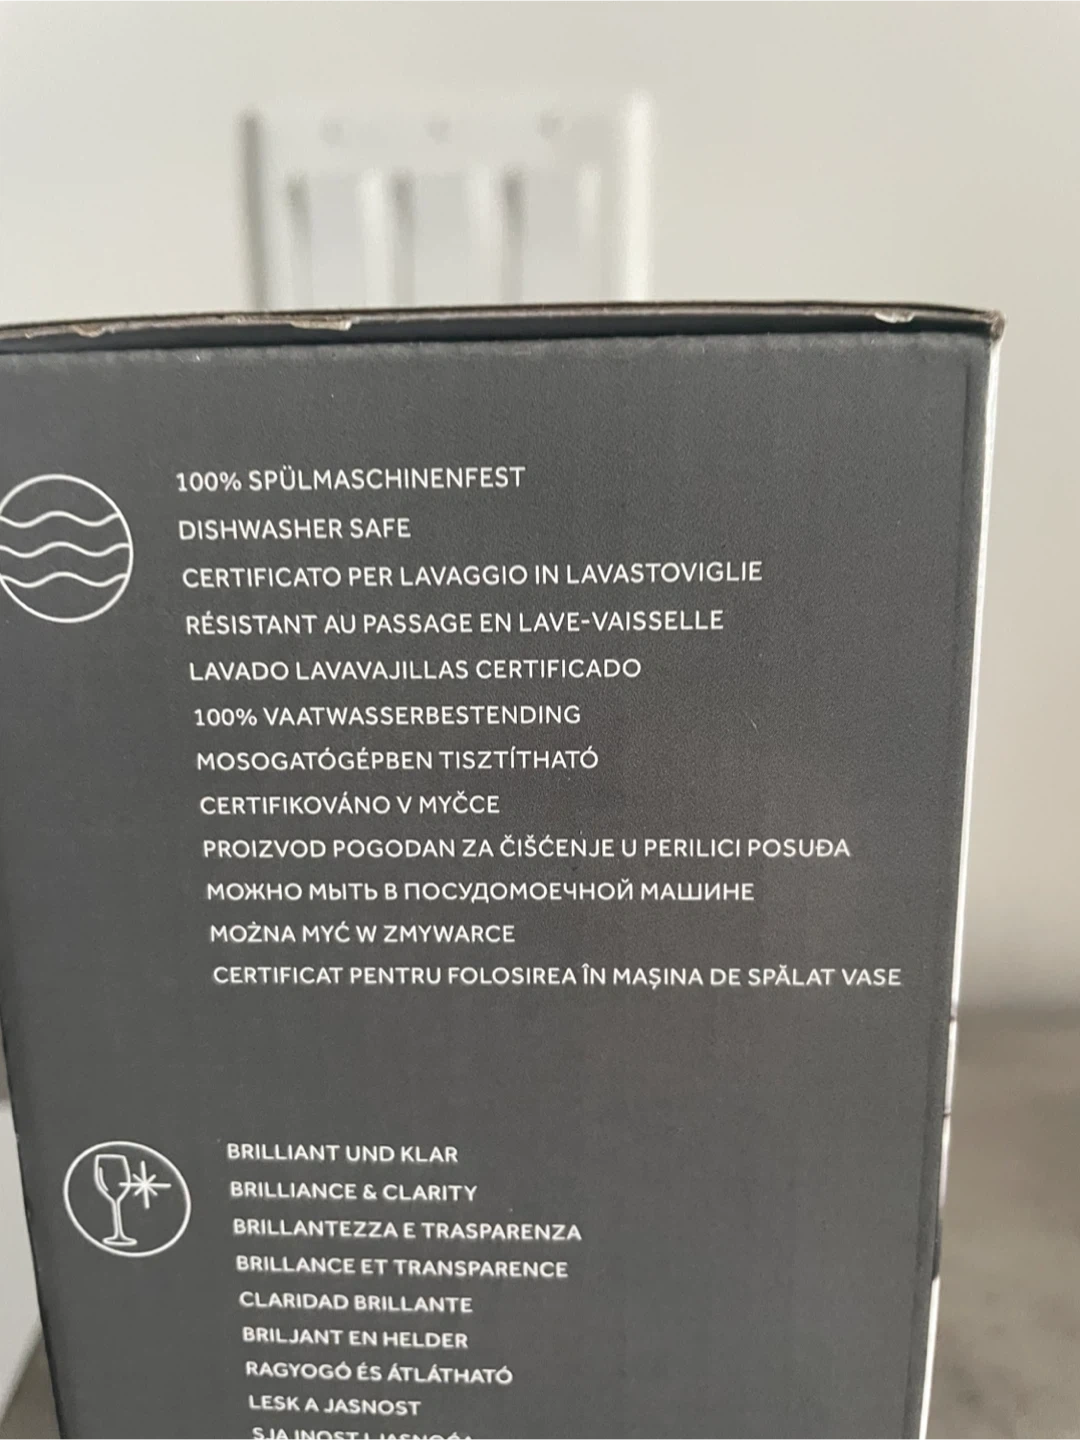 100% SPÜLMASCHINENFEST
DISHWASHER SAFE
CERTIFICATO PER LAVAGGIO IN LAVASTOVIGLIE
RÉSISTANT AU PASSAGE EN LAVE-VAISSELLE
LAVADO LAVAVAJILLAS CERTIFICADO
100% VAATWASSERBESTENDING
MOSOGATÓGÉPBEN TISZTÍTHATÓ
CERTIFIKOVÁNO V MYČCE
PROIZVOD POGODAN ZA ČIŠĆENJE U PERILICI POSUĐA
МОЖНО МЫТЬ В ПОСУДОМОЕЧНОЙ МАШИНЕ
MOŻNA MYĆ W ZMYWARCE
CERTIFICAT PENTRU FOLOSIREA ÎN MAȘINA DE SPĂLAT VASE
BRILLIANT UND KLAR
BRILLIANCE & CLARITY
BRILLANTEZZA E TRASPARENZA
BRILLANCE ET TRANSPARENCE
CLARIDAD BRILLANTE
BRILJANT EN HELDER
RAGYOGÓ ÉS ÁTLÁTHATÓ
LESK A JASNOST